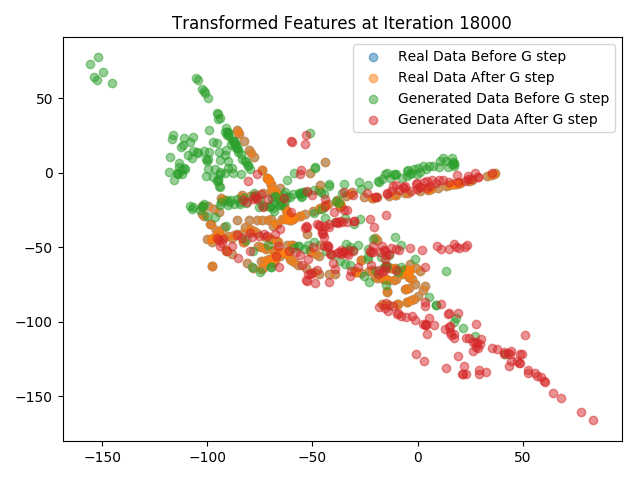 Transformed Features at Iteration 18000
Real Data Before G step
Real Data After G step
Generated Data Before G step
Generated Data After G step
50
0
−50
−100
−150
−150
−100
−50
0
50